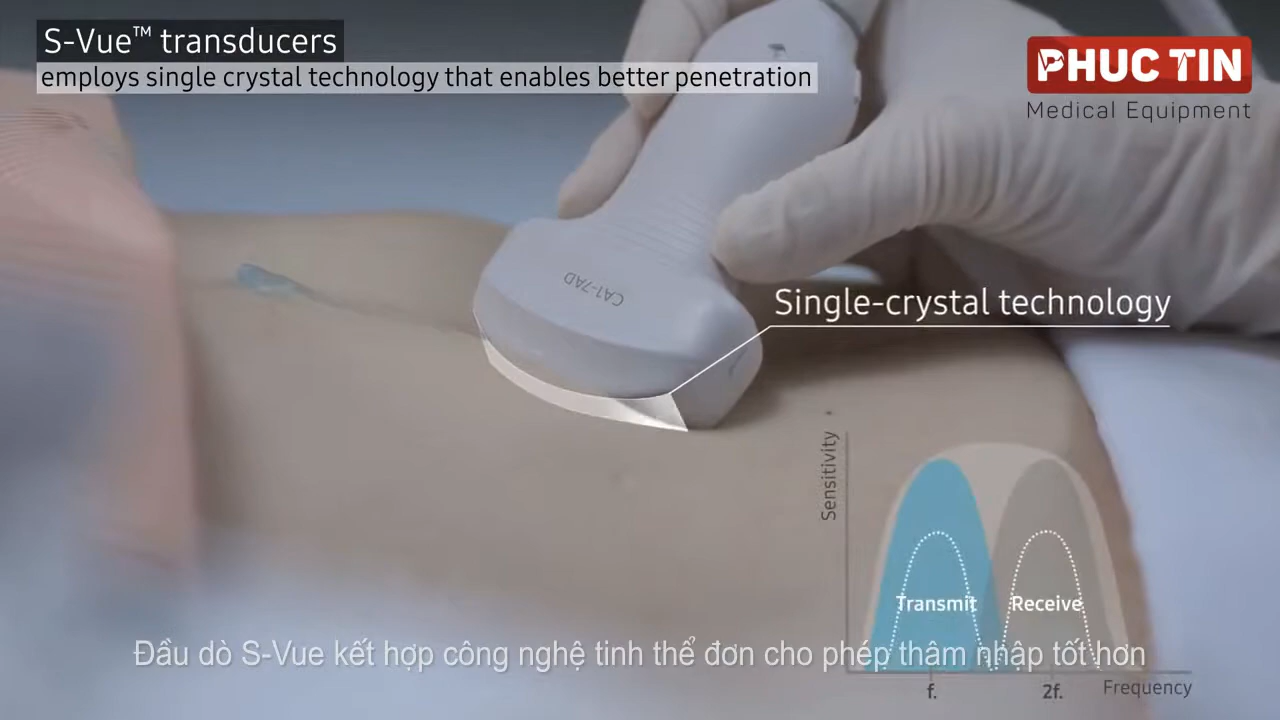 S-Vue™ transducers
employs single crystal technology that enables better penetration
PHUC TIN
Medical Equipment
CA1-7AD
Single-crystal technology
Sensitivity
Transmit
Receive
Đầu dò S-Vue kết hợp công nghệ tinh thể đơn cho phép thâm nhập tốt hơn
f.
2f.
Frequency